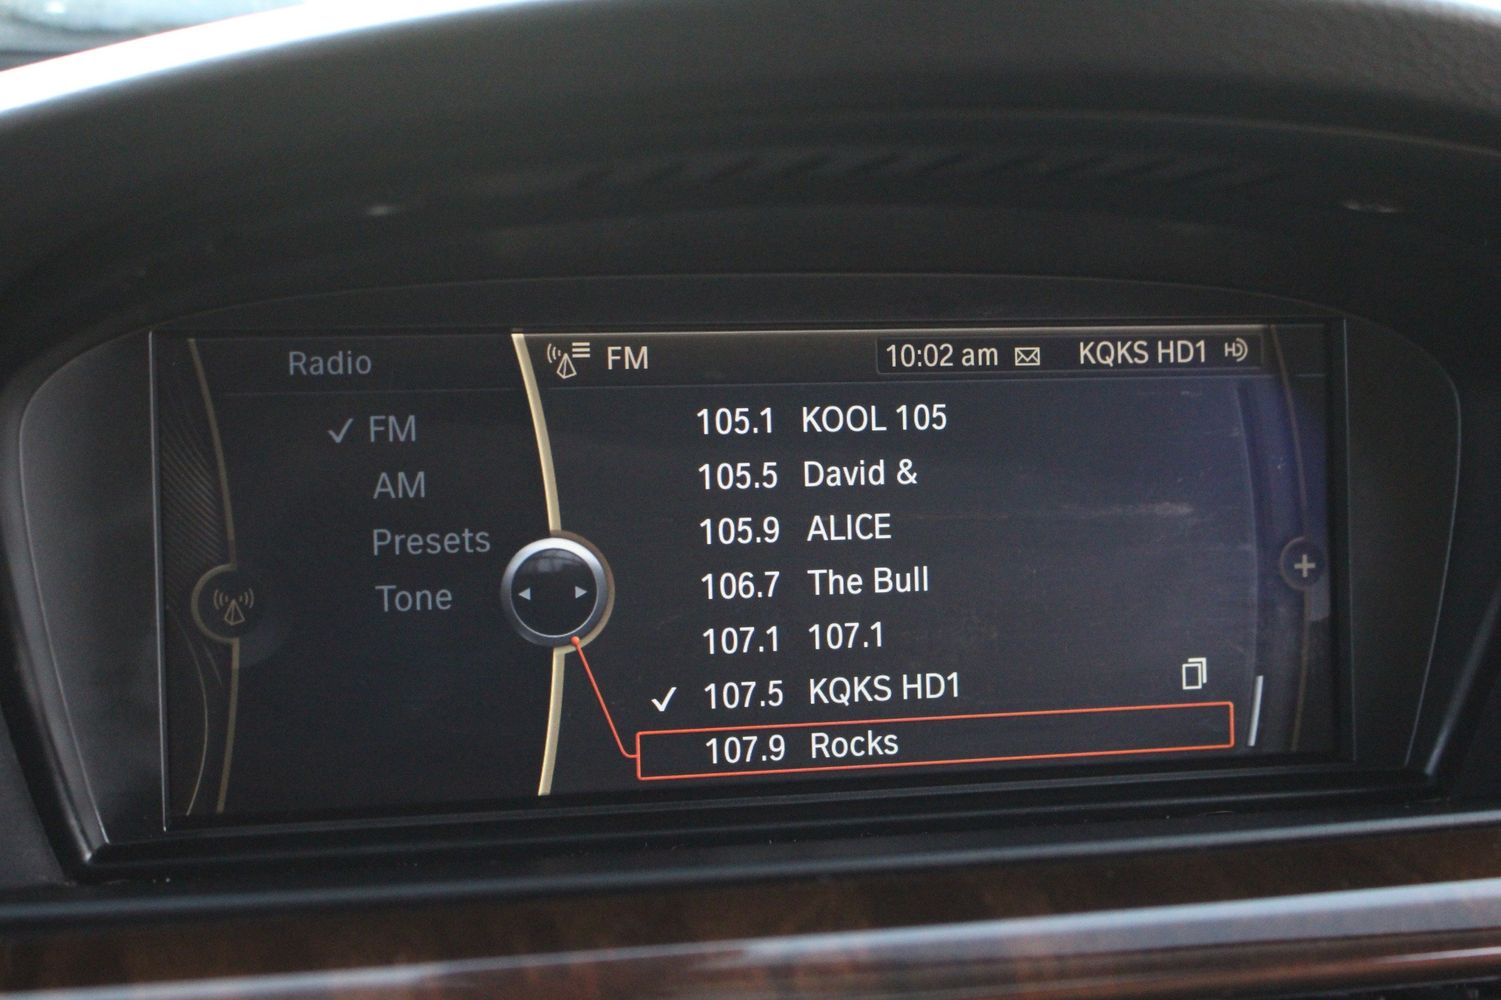 Radio
FM
AM
Presets
Tone
FM 10:02 am KQKS HD1 HD
105.1 KOOL 105
105.5 David &
105.9 ALICE
106.7 The Bull
107.1 107.1
107.5 KQKS HD1
107.9 Rocks